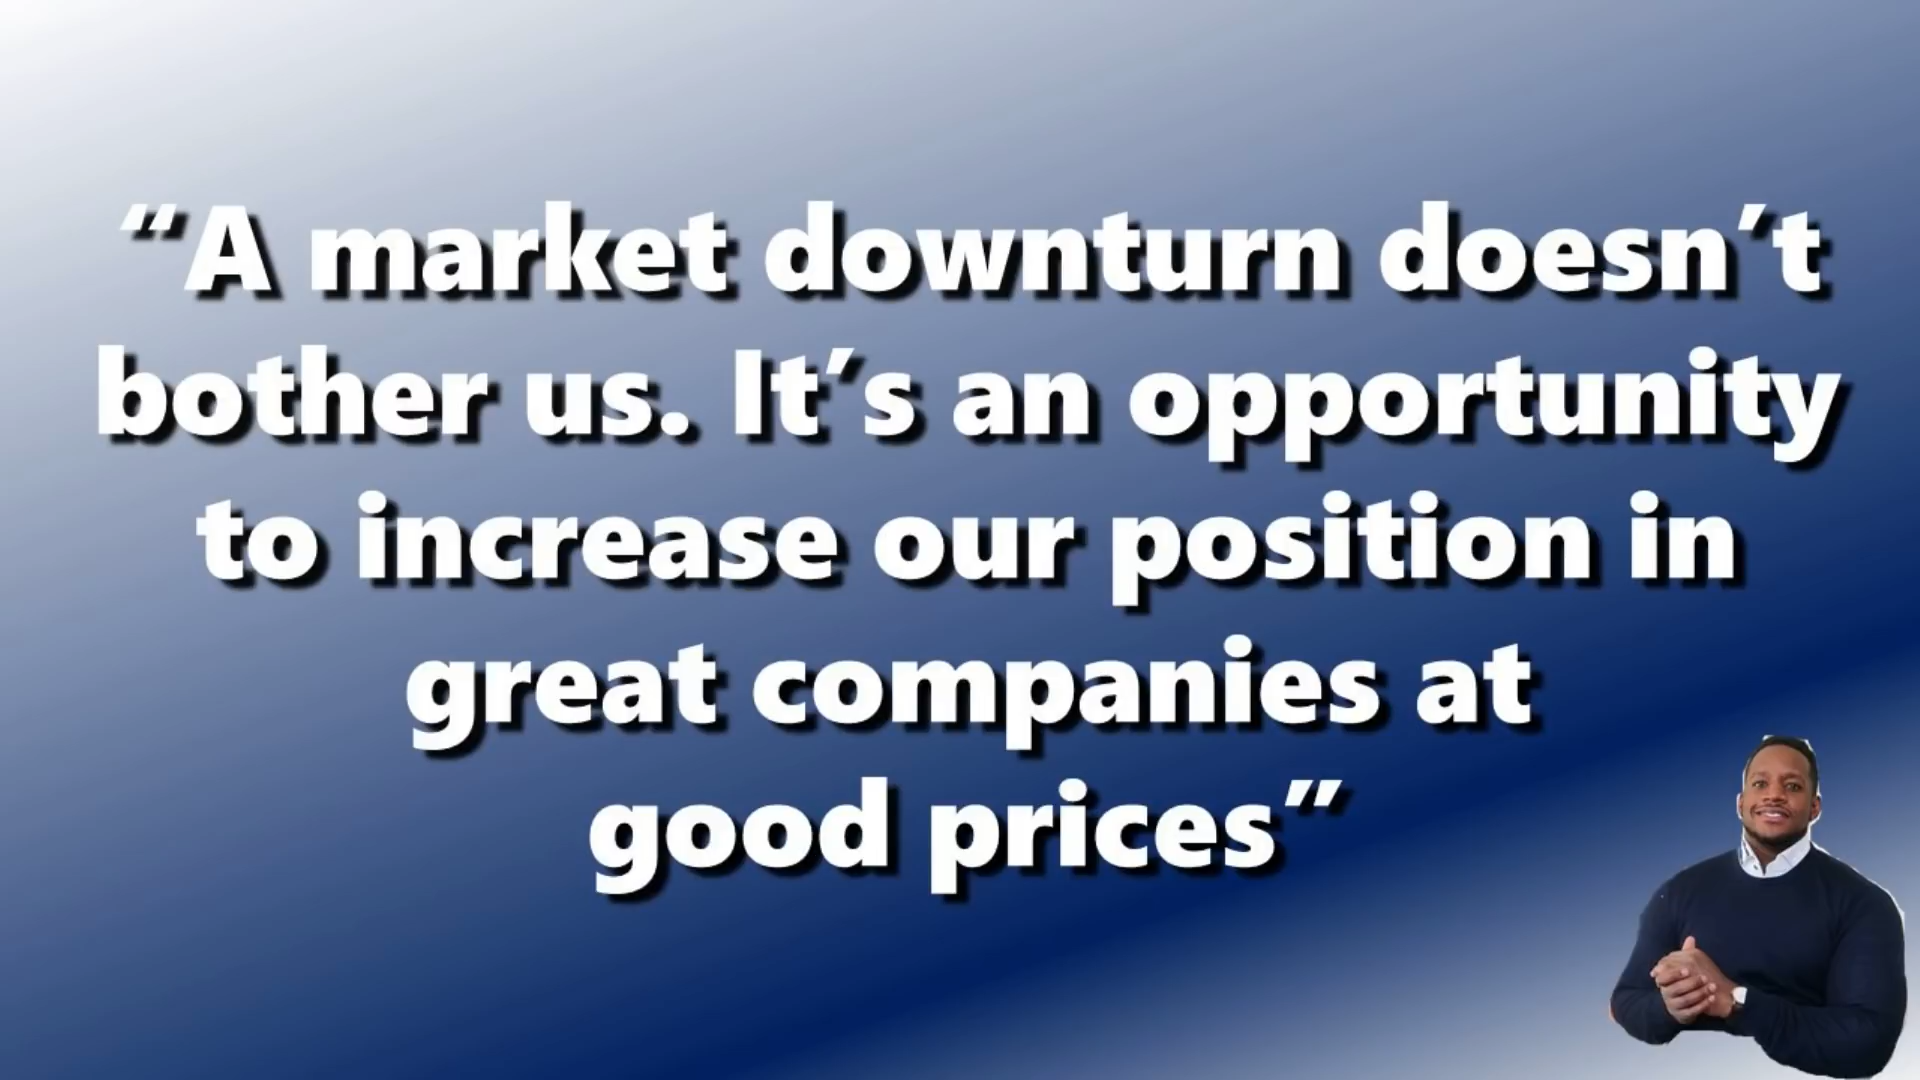 “A market downturn doesn’t
bother us. It’s an opportunity
to increase our position in
great companies at
good prices”